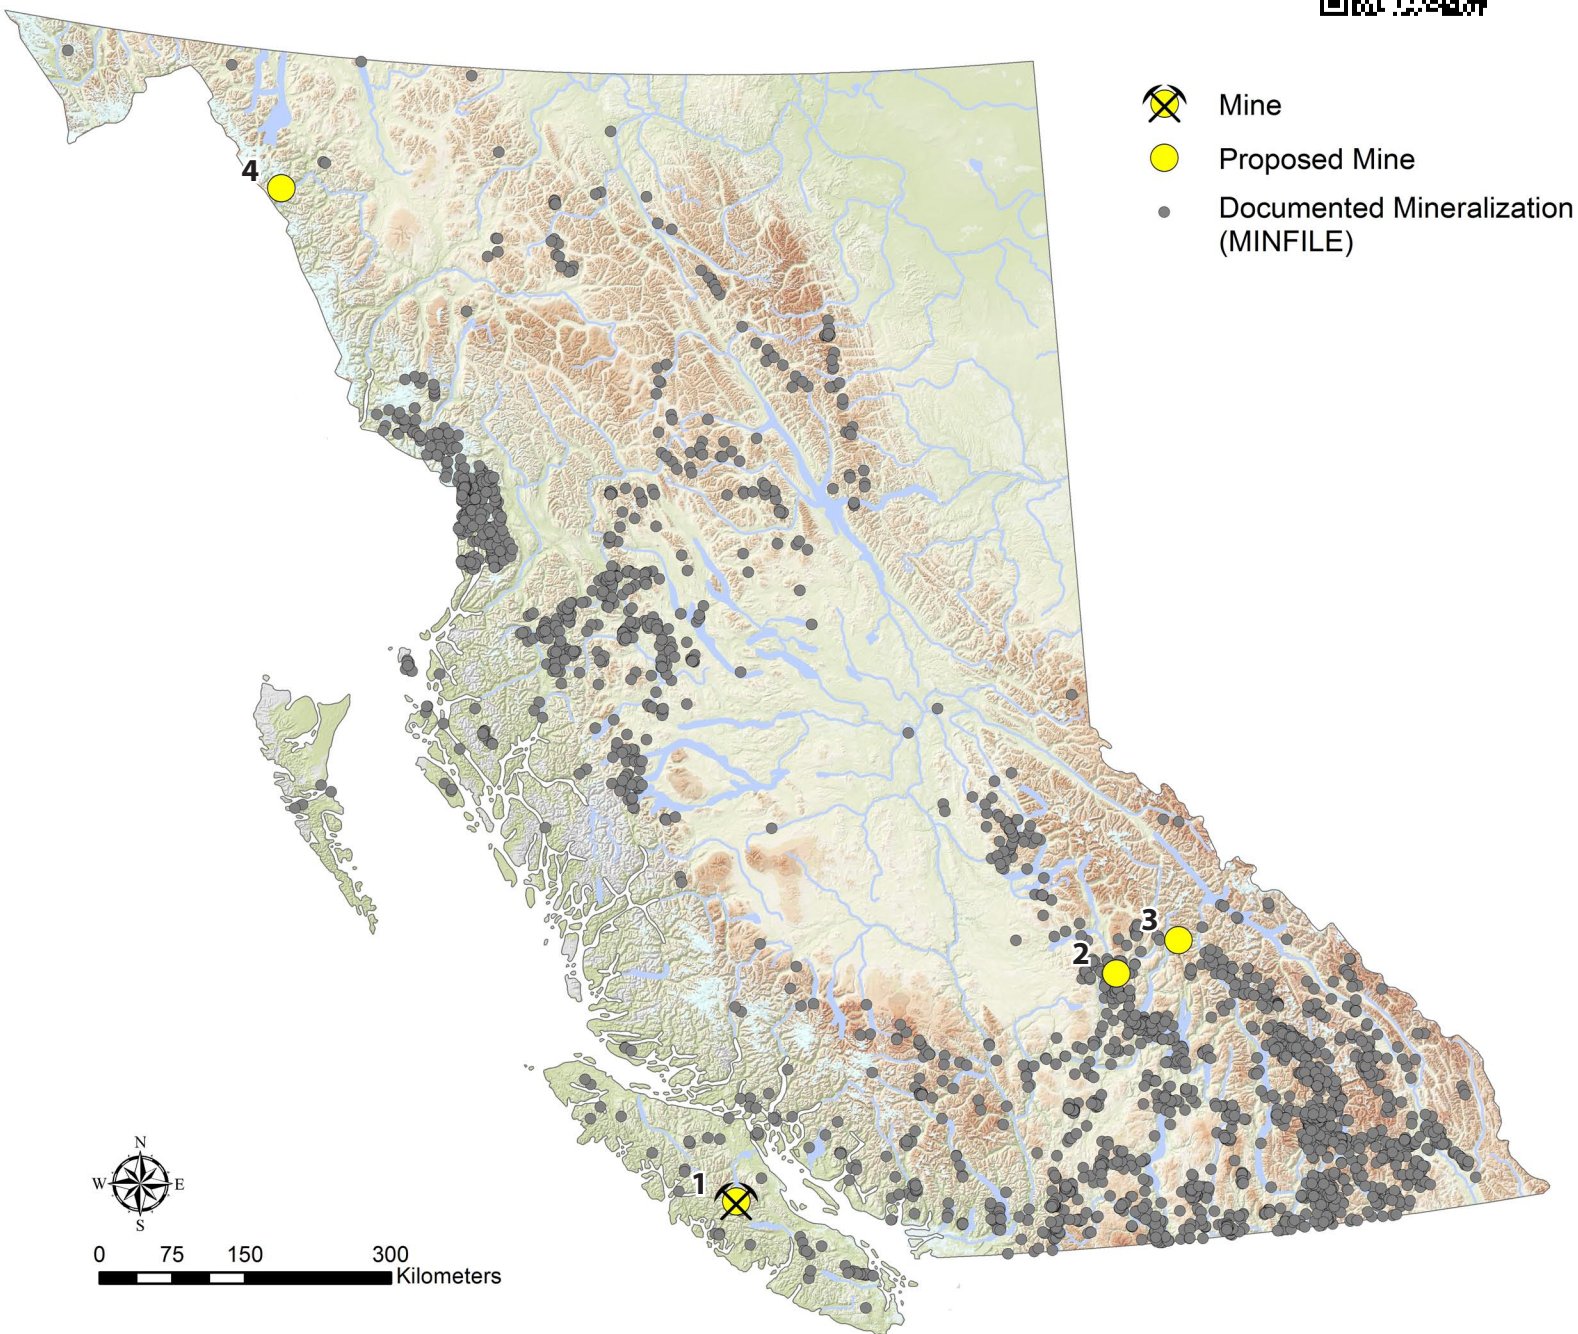 Mine
Proposed Mine
Documented Mineralization
(MINFILE)
4
3
2
1
N
W E
S
0 75 150 300
Kilometers